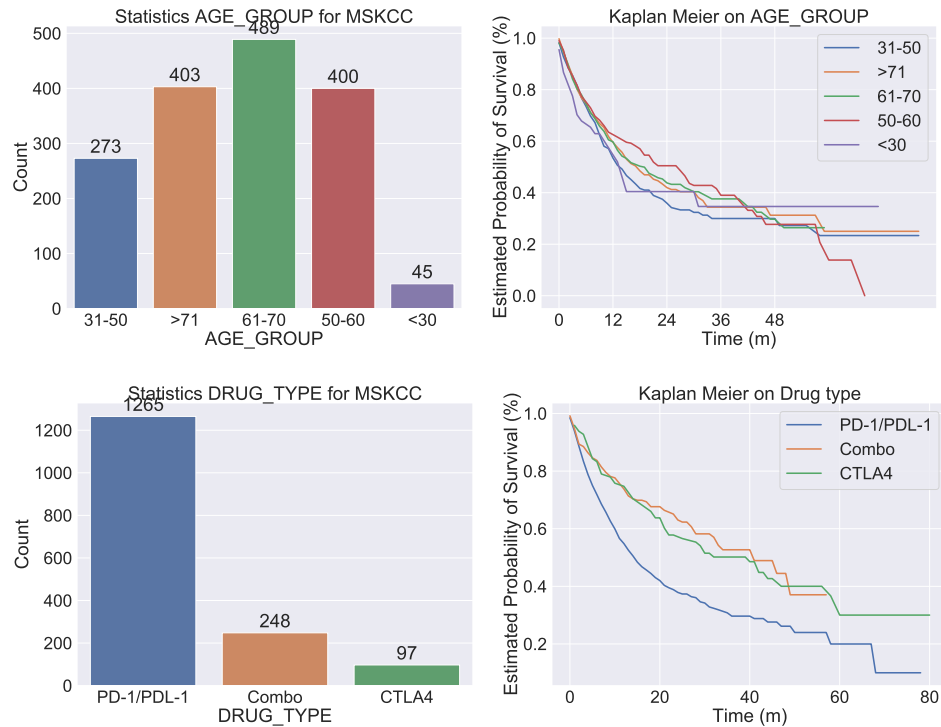 Statistics AGE_GROUP for MSKCC
500
400
300
200
100
0
Count
273
403
489
400
45
31-50
>71
61-70
50-60
<30
AGE_GROUP
Kaplan Meier on AGE_GROUP
Estimated Probability of Survival (%)
1.0
0.8
0.6
0.4
0.2
0.0
31-50
>71
61-70
50-60
<30
0
12
24
36
48
Time (m)
Statistics DRUG_TYPE for MSKCC
1200
1000
800
600
400
200
0
Count
1265
248
97
PD-1/PDL-1
Combo
CTLA4
DRUG_TYPE
Kaplan Meier on Drug type
Estimated Probability of Survival (%)
1.0
0.8
0.6
0.4
0.2
PD-1/PDL-1
Combo
CTLA4
0
20
40
60
80
Time (m)